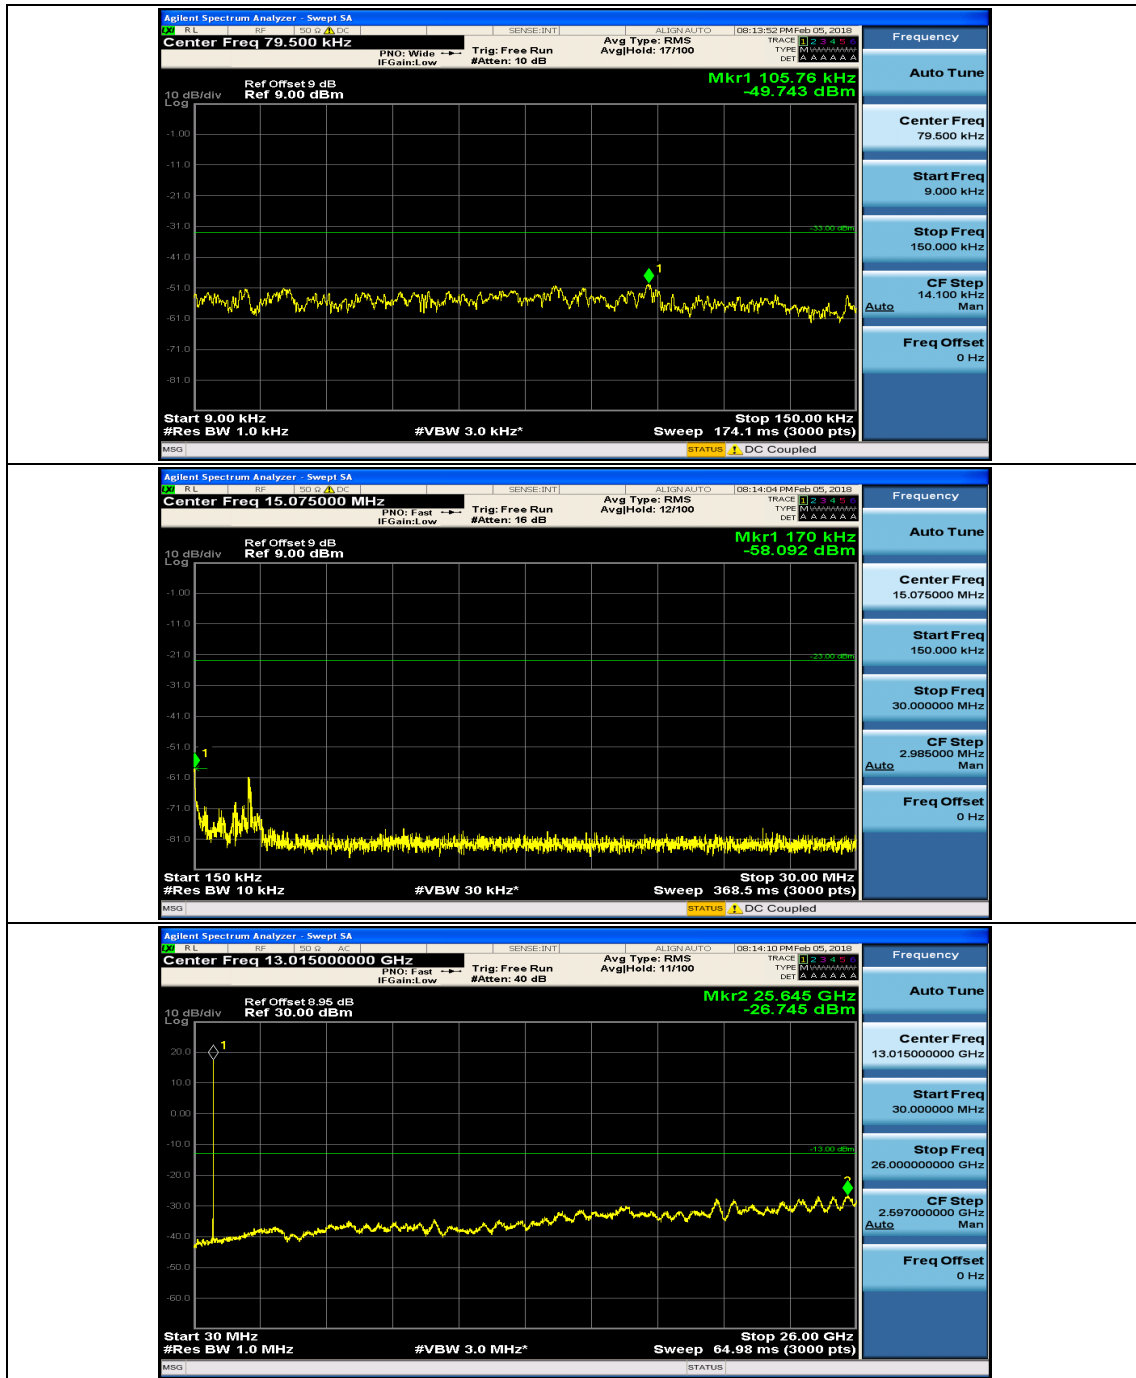 Agilent Spectrum Analyzer - Swept SA
LXI RL RF 50 Ω DC SENSE:INT ALIGN AUTO 08:13:52 PM Feb 05, 2018
Center Freq 79.500 kHz
PNO: Wide
IFGain:Low
Trig: Free Run
#Atten: 10 dB
Avg Type: RMS
Avg|Hold: 17/100
TRACE 1 2 3 4 5 6
TYPE M
DET A A A A A A
Mkr1 105.76 kHz
-49.743 dBm
Ref Offset 9 dB
10 dB/div Ref 9.00 dBm
Log
-1.00
-11.0
-21.0
-31.0
-33.00 dBm
-41.0
1
-51.0
-61.0
-71.0
-81.0
Start 9.00 kHz Stop 150.00 kHz
#Res BW 1.0 kHz #VBW 3.0 kHz* Sweep 174.1 ms (3000 pts)
MSG STATUS DC Coupled
Frequency
Auto Tune
Center Freq
79.500 kHz
Start Freq
9.000 kHz
Stop Freq
150.000 kHz
CF Step
14.100 kHz
Auto Man
Freq Offset
0 Hz
Agilent Spectrum Analyzer - Swept SA
LXI RL RF 50 Ω DC SENSE:INT ALIGN AUTO 08:14:04 PM Feb 05, 2018
Center Freq 15.075000 MHz
PNO: Fast
IFGain:Low
Trig: Free Run
#Atten: 16 dB
Avg Type: RMS
Avg|Hold: 12/100
TRACE 1 2 3 4 5 6
TYPE M
DET A A A A A A
Mkr1 170 kHz
-58.092 dBm
Ref Offset 9 dB
10 dB/div Ref 9.00 dBm
Log
-1.00
-11.0
-21.0
-23.00 dBm
-31.0
-41.0
-51.0
1
-61.0
-71.0
-81.0
Start 150 kHz Stop 30.00 MHz
#Res BW 10 kHz #VBW 30 kHz* Sweep 368.5 ms (3000 pts)
MSG STATUS DC Coupled
Frequency
Auto Tune
Center Freq
15.075000 MHz
Start Freq
150.000 kHz
Stop Freq
30.000000 MHz
CF Step
2.985000 MHz
Auto Man
Freq Offset
0 Hz
Agilent Spectrum Analyzer - Swept SA
LXI RL RF 50 Ω AC SENSE:INT ALIGN AUTO 08:14:10 PM Feb 05, 2018
Center Freq 13.015000000 GHz
PNO: Fast
IFGain:Low
Trig: Free Run
#Atten: 40 dB
Avg Type: RMS
Avg|Hold: 11/100
TRACE 1 2 3 4 5 6
TYPE M
DET A A A A A A
Mkr2 25.645 GHz
-26.745 dBm
Ref Offset 8.95 dB
10 dB/div Ref 30.00 dBm
Log
1
20.0
10.0
0.00
-10.0
-13.00 dBm
-20.0
2
-30.0
-40.0
-50.0
-60.0
Start 30 MHz Stop 26.00 GHz
#Res BW 1.0 MHz #VBW 3.0 MHz* Sweep 64.98 ms (3000 pts)
MSG STATUS
Frequency
Auto Tune
Center Freq
13.015000000 GHz
Start Freq
30.000000 MHz
Stop Freq
26.000000000 GHz
CF Step
2.597000000 GHz
Auto Man
Freq Offset
0 Hz